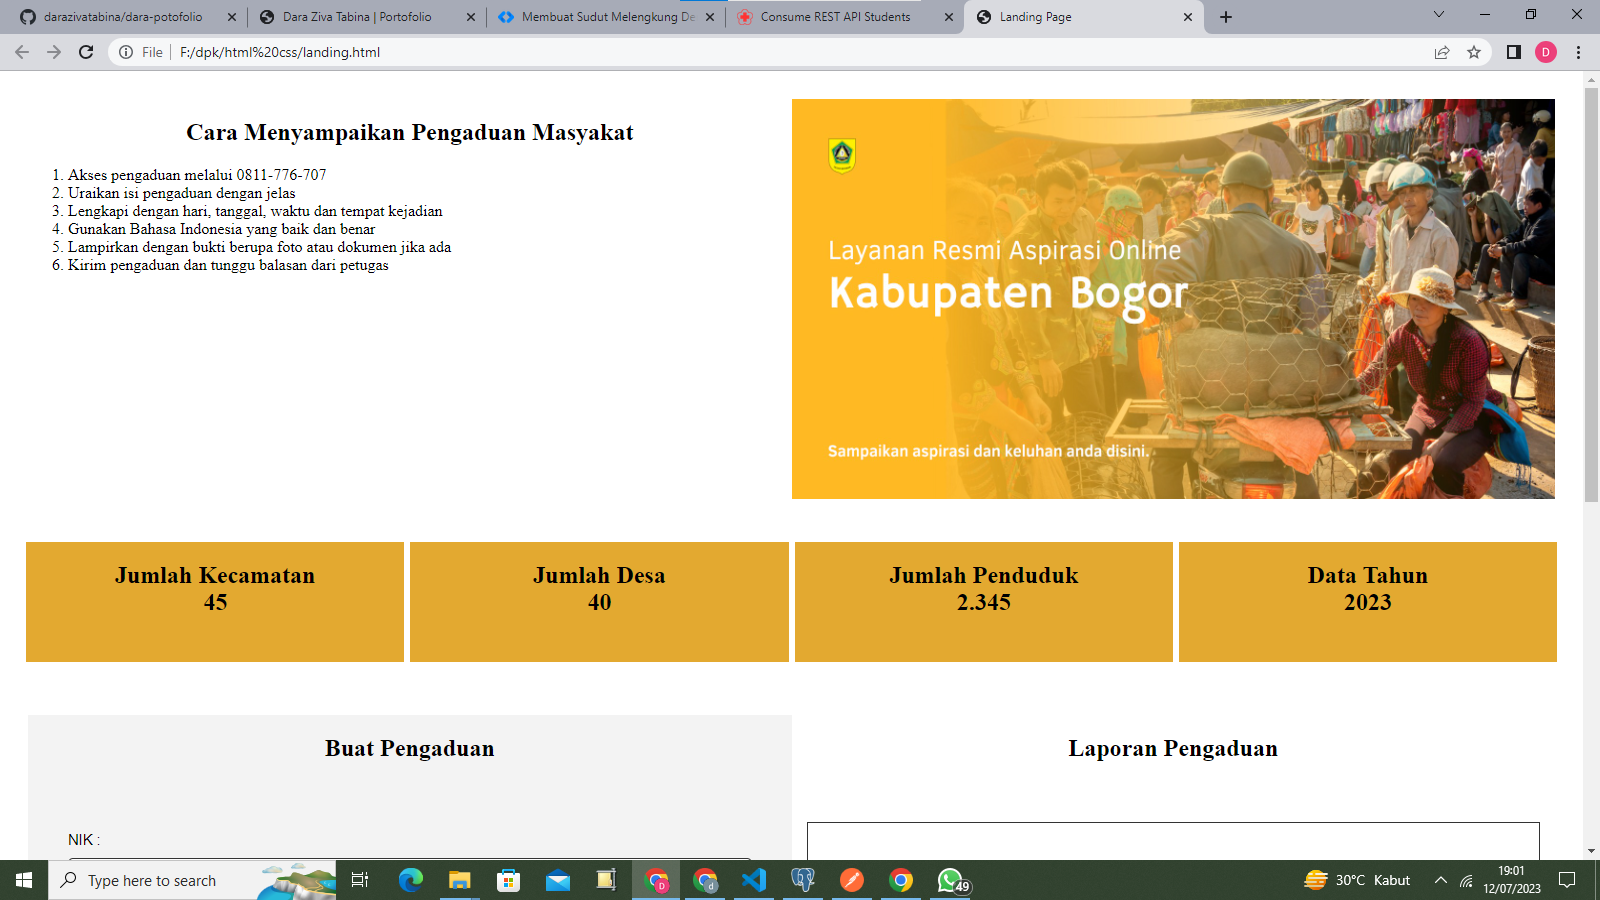 darazivatabina/dara-potofolio
Dara Ziva Tabina | Portofolio
Membuat Sudut Melengkung De
Consume REST API Students
Landing Page
File
F:/dpk/html%20css/landing.html
D
Cara Menyampaikan Pengaduan Masyakat
1. Akses pengaduan melalui 0811-776-707
2. Uraikan isi pengaduan dengan jelas
3. Lengkapi dengan hari, tanggal, waktu dan tempat kejadian
4. Gunakan Bahasa Indonesia yang baik dan benar
5. Lampirkan dengan bukti berupa foto atau dokumen jika ada
6. Kirim pengaduan dan tunggu balasan dari petugas
Layanan Resmi Aspirasi Online
Kabupaten Bogor
Sampaikan aspirasi dan keluhan anda disini.
Jumlah Kecamatan
45
Jumlah Desa
40
Jumlah Penduduk
2.345
Data Tahun
2023
Buat Pengaduan
Laporan Pengaduan
NIK :
Type here to search
D
d
49
30°C Kabut
19:01
12/07/2023